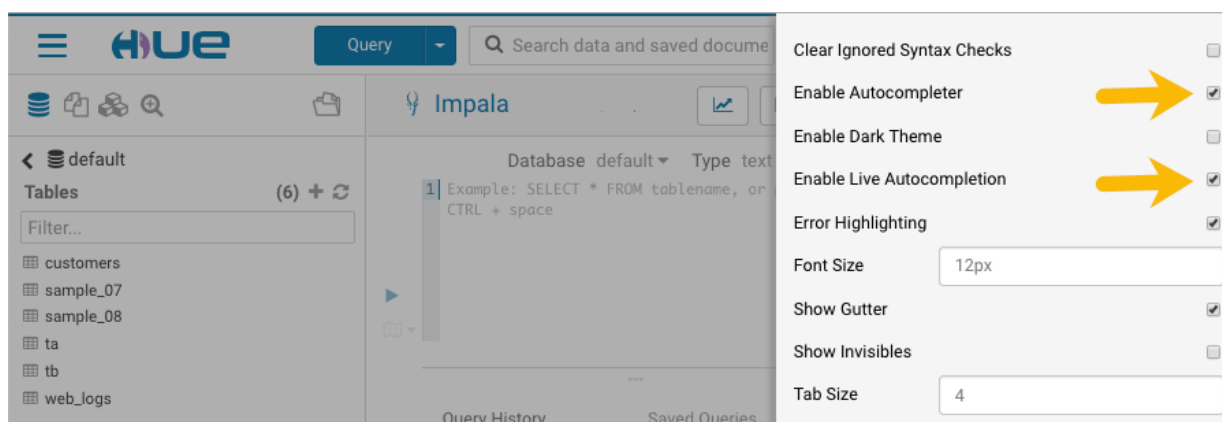 HUE
Query
Search data and saved docume
Impala
default
Tables
(6)
Filter...
customers
sample_07
sample_08
ta
tb
web_logs
Database default Type text
1 Example: SELECT * FROM tablename, or
CTRL + space
Query History
Saved Queries
Clear Ignored Syntax Checks
Enable Autocompleter
Enable Dark Theme
Enable Live Autocompletion
Error Highlighting
Font Size 12px
Show Gutter
Show Invisibles
Tab Size 4